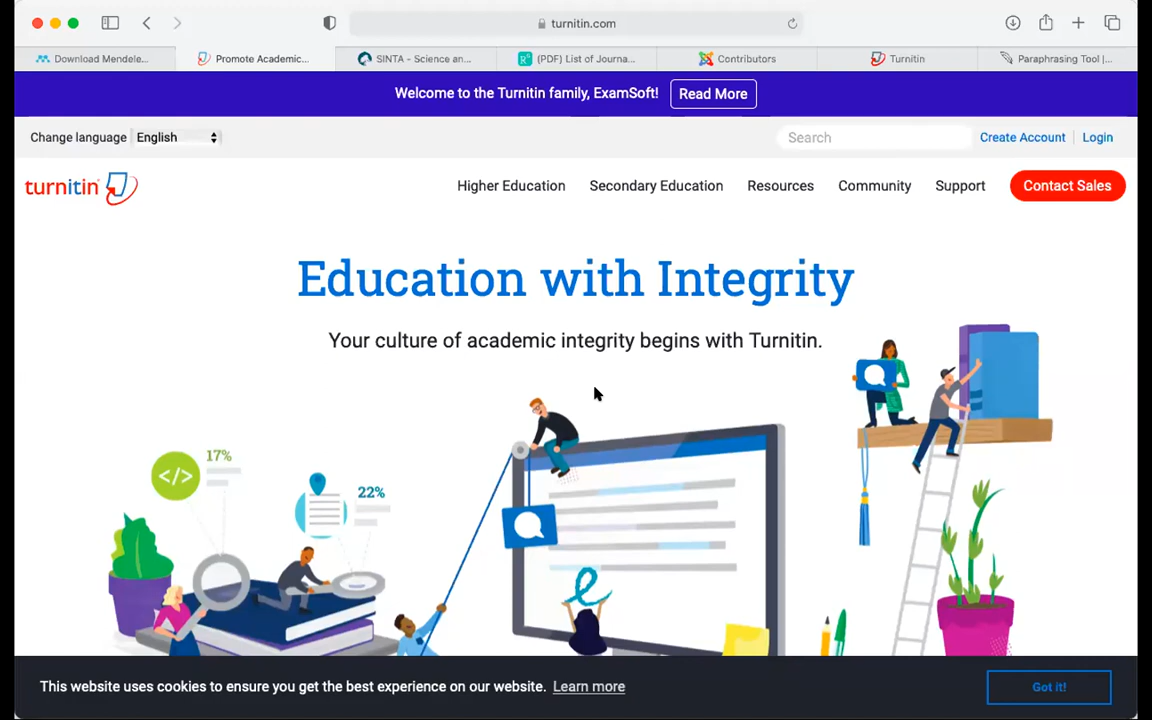 turnitin.com
Download Mendele...
Promote Academic...
SINTA - Science an...
(PDF) List of Journa...
Contributors
Turnitin
Paraphrasing Tool |...
Welcome to the Turnitin family, ExamSoft! Read More
Change language English
Search
Create Account
Login
turnitin
Higher Education
Secondary Education
Resources
Community
Support
Contact Sales
Education with Integrity
Your culture of academic integrity begins with Turnitin.
</>
17%
22%
This website uses cookies to ensure you get the best experience on our website. Learn more
Got it!